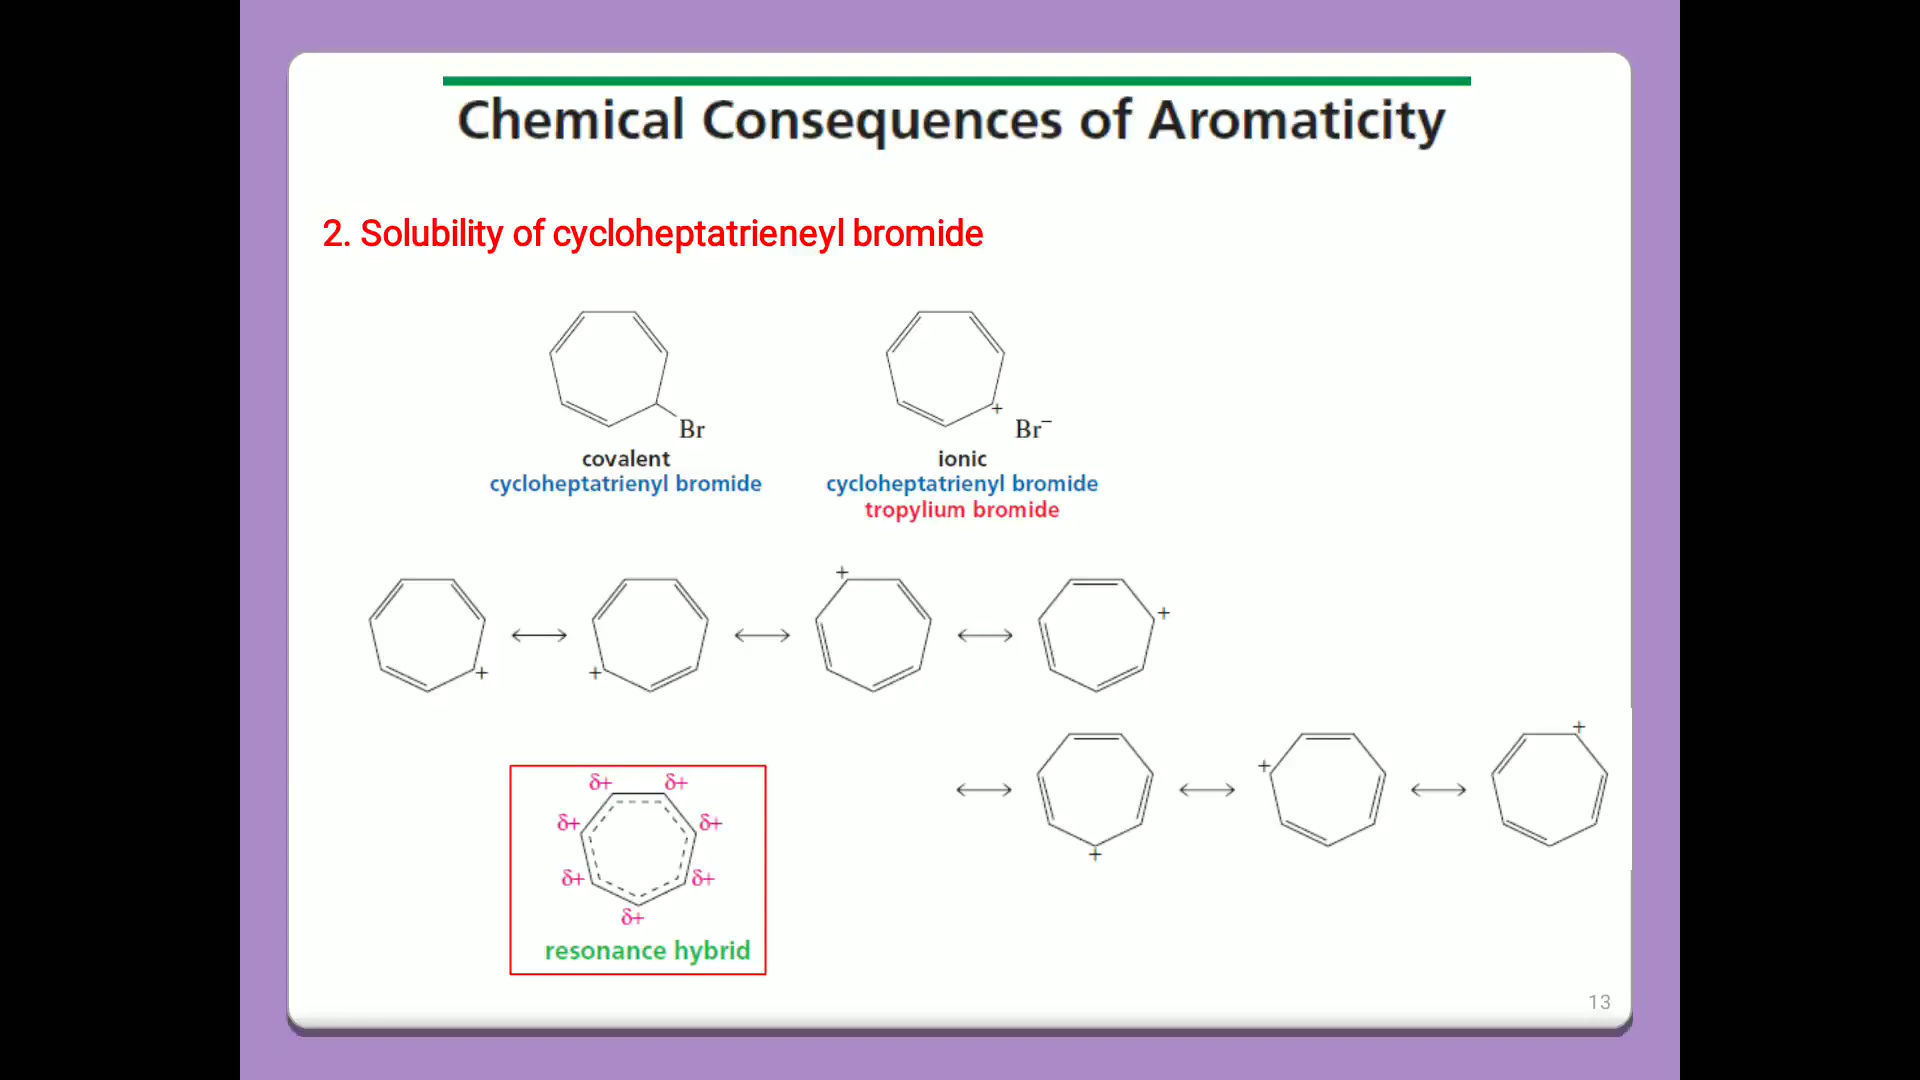 Chemical Consequences of Aromaticity
2. Solubility of cycloheptatrieneyl bromide
+
Br
Br⁻
covalent
ionic
cycloheptatrienyl bromide
cycloheptatrienyl bromide
tropylium bromide
+
+
+
+
+
+
+
δ+ δ+
δ+ δ+
δ+ δ+
δ+
resonance hybrid
13